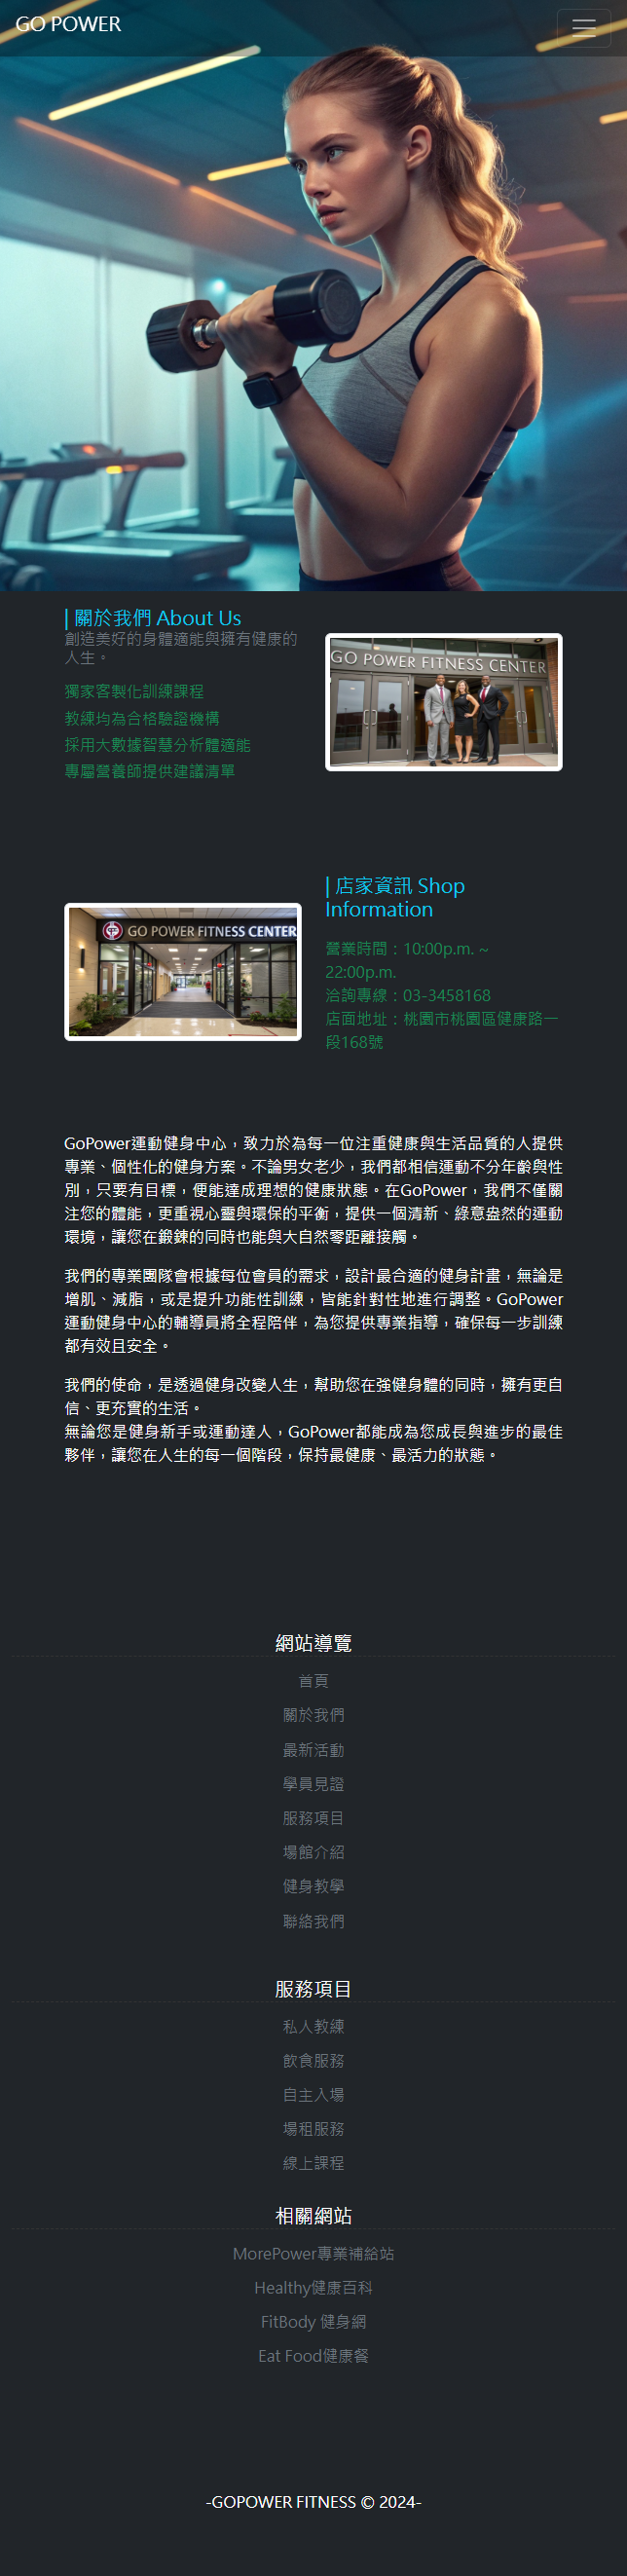 GO POWER
| 關於我們 About Us
創造美好的身體適能與擁有健康的
人生。
獨家客製化訓練課程
教練均為合格驗證機構
採用大數據智慧分析體適能
專屬營養師提供建議清單
GO POWER FITNESS CENTER
GO POWER FITNESS CENTER
| 店家資訊 Shop
Information
營業時間：10:00p.m. ~
22:00p.m.
洽詢專線：03-3458168
店面地址：桃園市桃園區健康路一
段168號
GoPower運動健身中心，致力於為每一位注重健康與生活品質的人提供
專業、個性化的健身方案。不論男女老少，我們都相信運動不分年齡與性
別，只要有目標，便能達成理想的健康狀態。在GoPower，我們不僅關
注您的體能，更重視心靈與環保的平衡，提供一個清新、綠意盎然的運動
環境，讓您在鍛鍊的同時也能與大自然零距離接觸。
我們的專業團隊會根據每位會員的需求，設計最合適的健身計畫，無論是
增肌、減脂，或是提升功能性訓練，皆能針對性地進行調整。GoPower
運動健身中心的輔導員將全程陪伴，為您提供專業指導，確保每一步訓練
都有效且安全。
我們的使命，是透過健身改變人生，幫助您在強健身體的同時，擁有更自
信、更充實的生活。
無論您是健身新手或運動達人，GoPower都能成為您成長與進步的最佳
夥伴，讓您在人生的每一個階段，保持最健康、最活力的狀態。
網站導覽
首頁
關於我們
最新活動
學員見證
服務項目
場館介紹
健身教學
聯絡我們
服務項目
私人教練
飲食服務
自主入場
場租服務
線上課程
相關網站
MorePower專業補給站
Healthy健康百科
FitBody 健身網
Eat Food健康餐
-GOPOWER FITNESS © 2024-